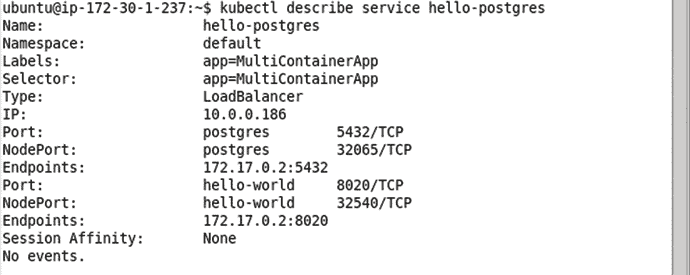 ubuntu@ip-172-30-1-237:~$ kubectl describe service hello-postgres
Name: hello-postgres
Namespace: default
Labels: app=MultiContainerApp
Selector: app=MultiContainerApp
Type: LoadBalancer
IP: 10.0.0.186
Port: postgres 5432/TCP
NodePort: postgres 32065/TCP
Endpoints: 172.17.0.2:5432
Port: hello-world 8020/TCP
NodePort: hello-world 32540/TCP
Endpoints: 172.17.0.2:8020
Session Affinity: None
No events.